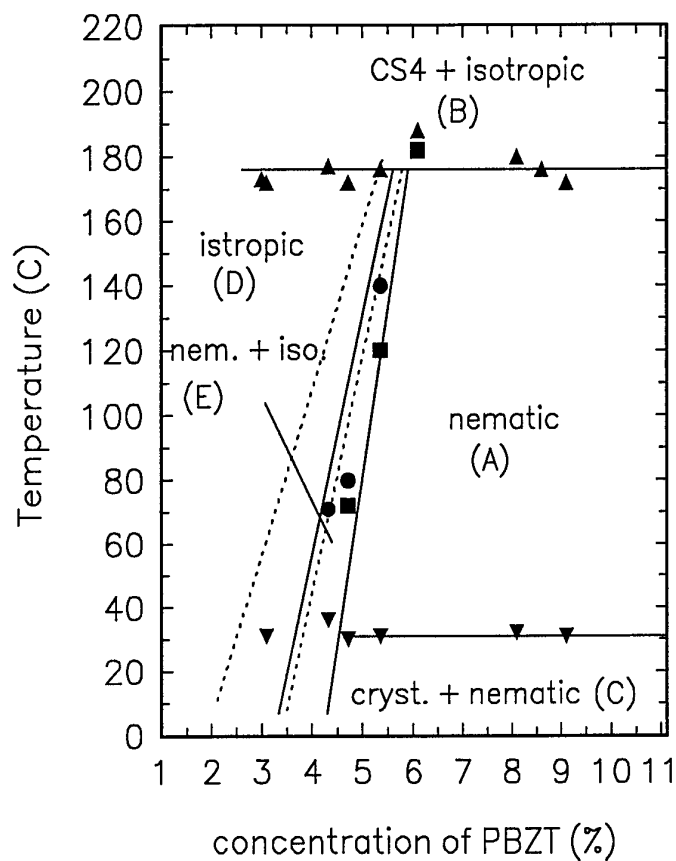 220
200
180
160
140
120
100
80
60
40
20
0
Temperature (C)
CS4 + isotropic
(B)
istropic
(D)
nem. + iso.
(E)
nematic
(A)
cryst. + nematic (C)
1 2 3 4 5 6 7 8 9 10 11
concentration of PBZT (%)